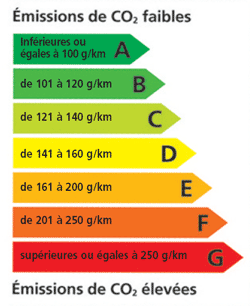 Émissions de CO₂ faibles
Inférieures ou
égales à 100 g/km A
de 101 à 120 g/km B
de 121 à 140 g/km C
de 141 à 160 g/km D
de 161 à 200 g/km E
de 201 à 250 g/km F
supérieures ou égales à 250 g/km G
Émissions de CO₂ élevées